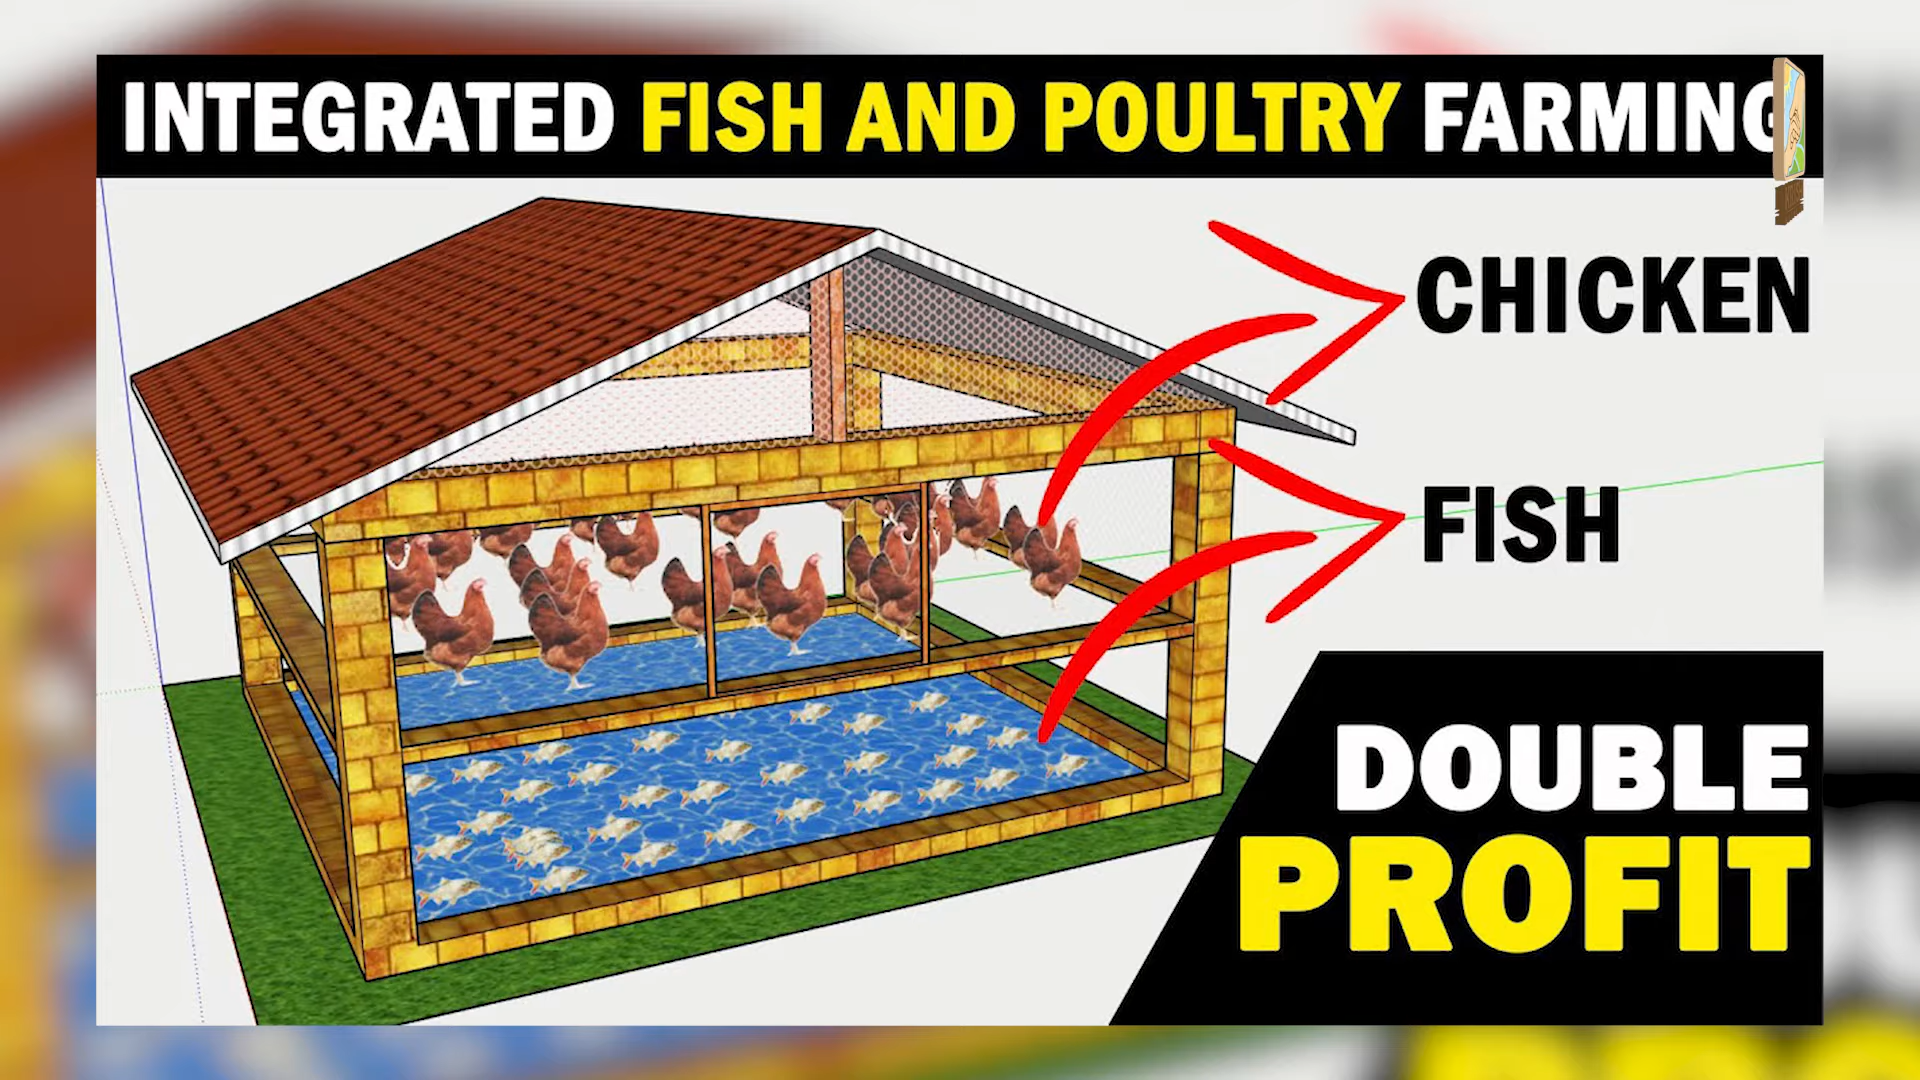 INTEGRATED FISH AND POULTRY FARMING
CHICKEN
FISH
DOUBLE
PROFIT